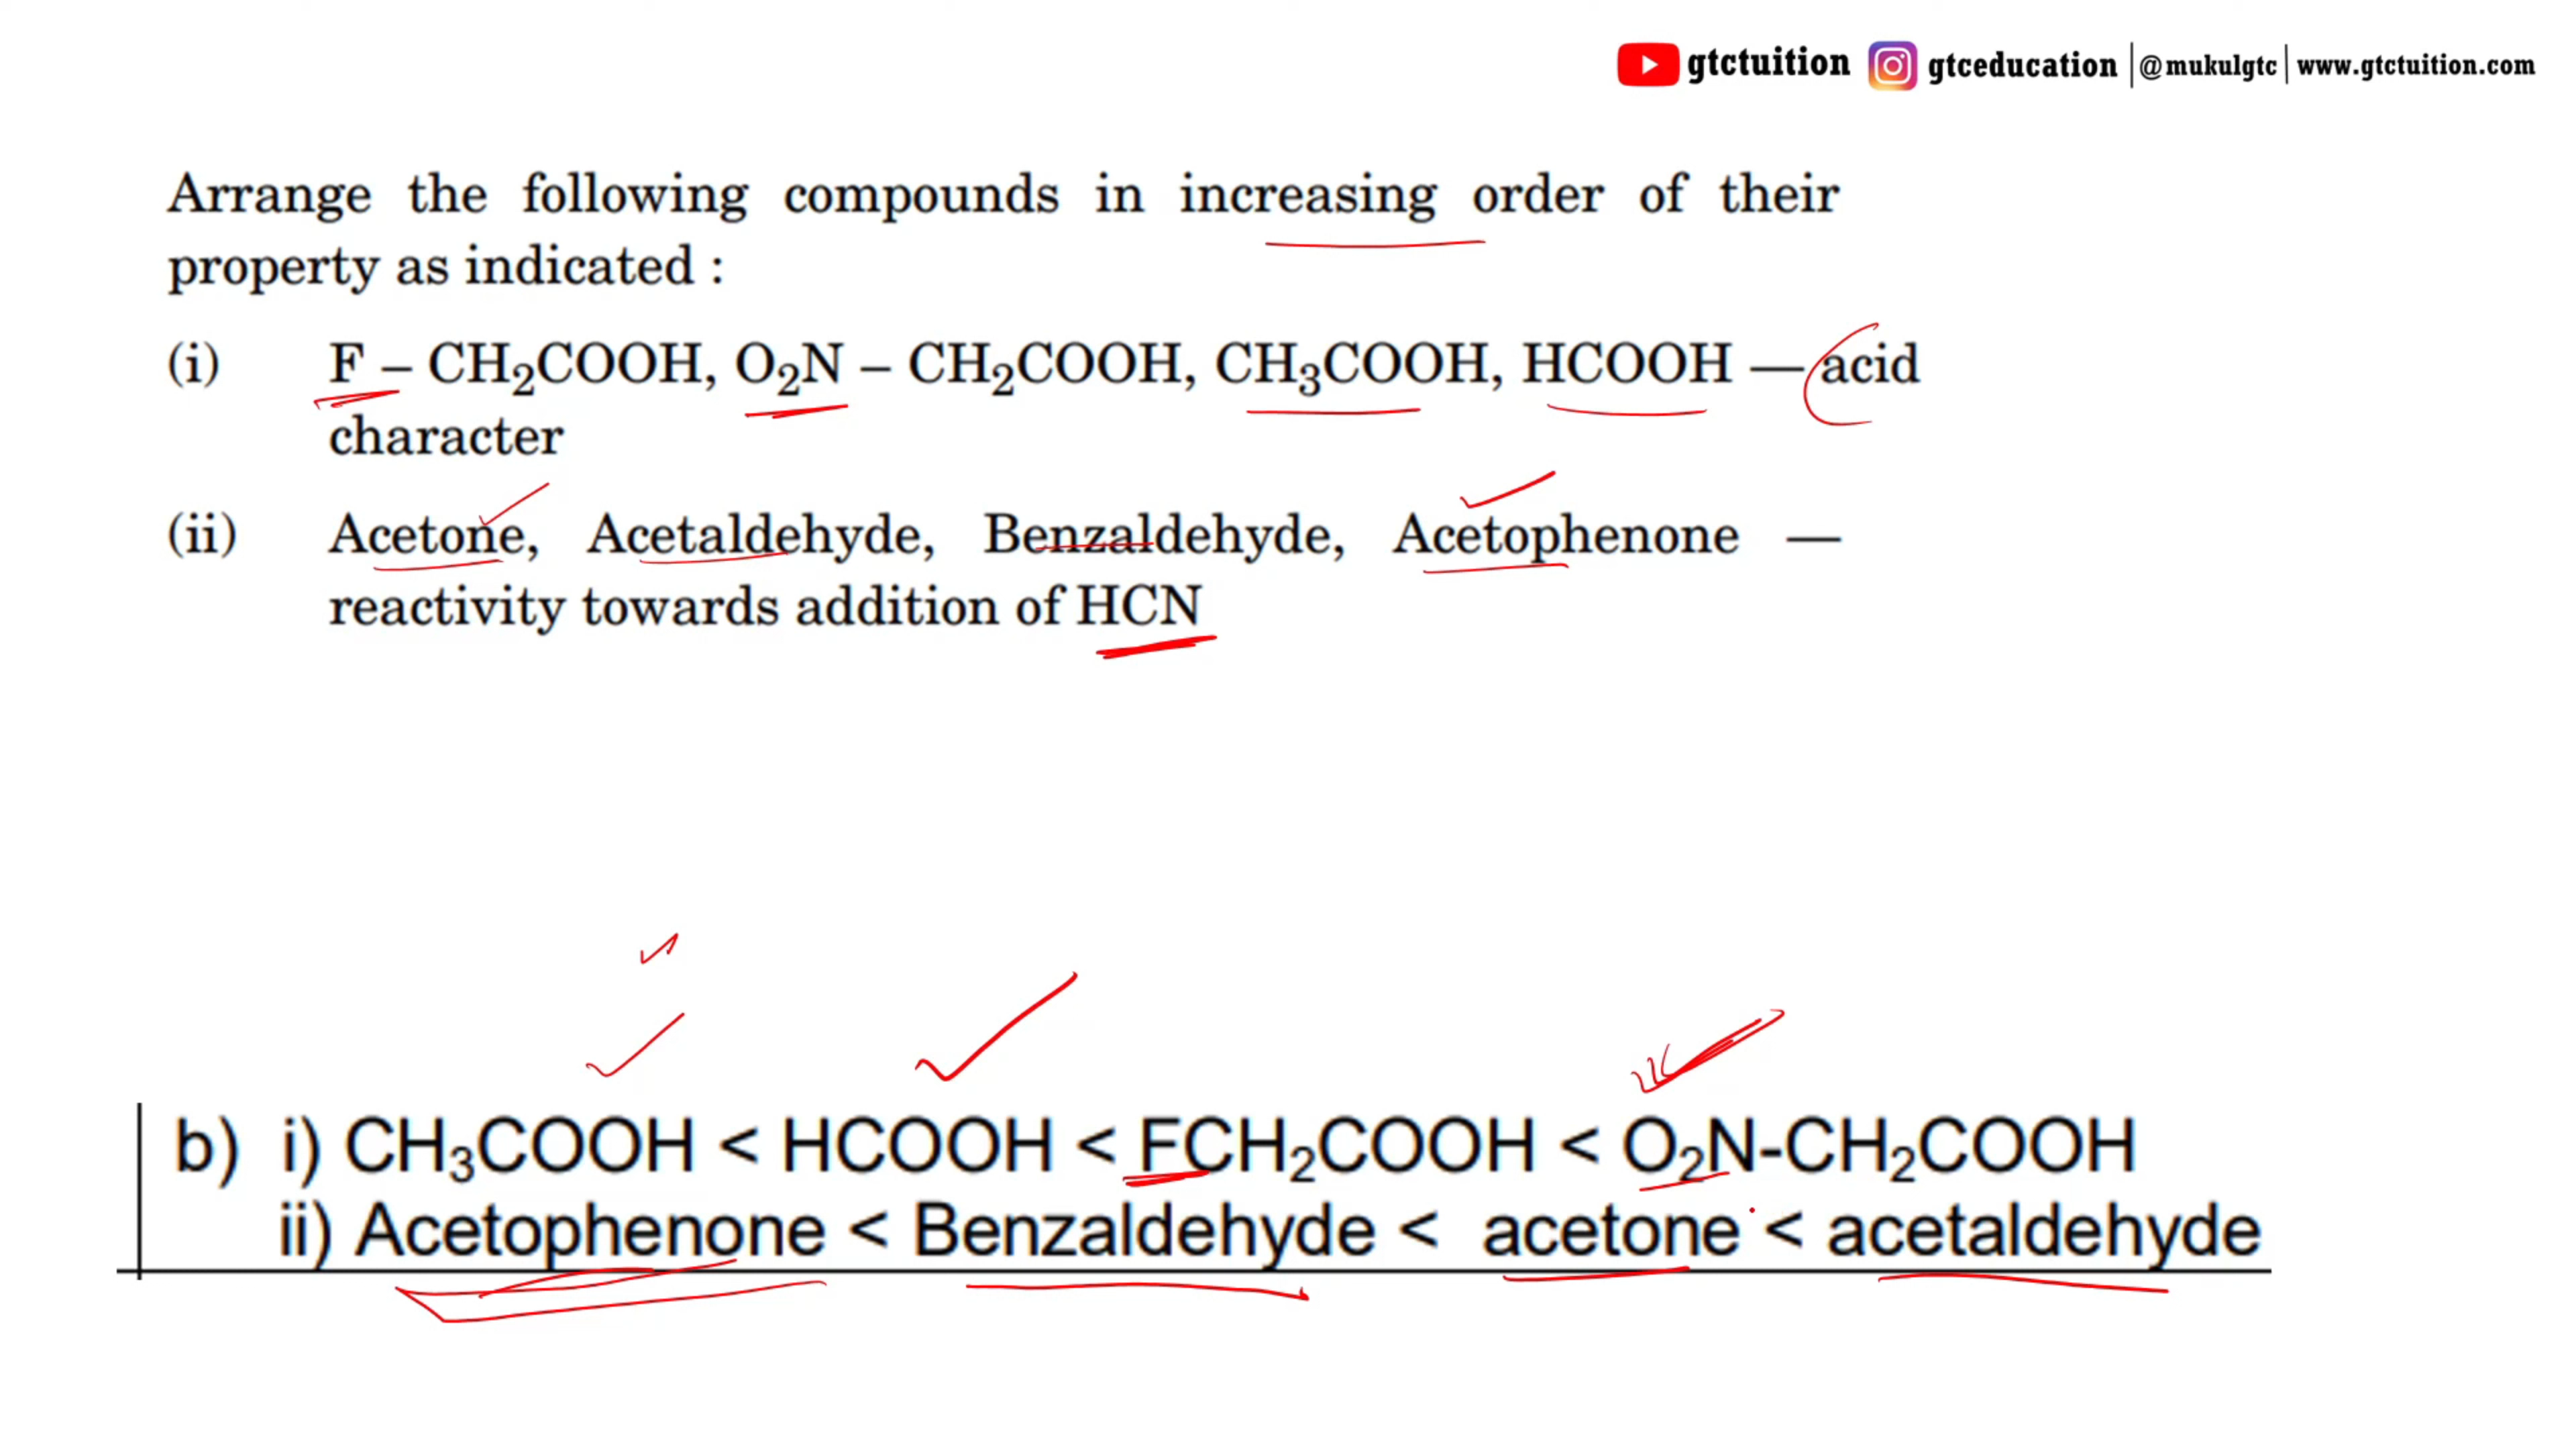 gtctuition gtceducation | @mukulgtc | www.gtctuition.com
Arrange the following compounds in increasing order of their
property as indicated :
(i) F – CH₂COOH, O₂N – CH₂COOH, CH₃COOH, HCOOH — acid
character
(ii) Acetone, Acetaldehyde, Benzaldehyde, Acetophenone —
reactivity towards addition of HCN
b) i) CH₃COOH < HCOOH < FCH₂COOH < O₂N-CH₂COOH
ii) Acetophenone < Benzaldehyde < acetone < acetaldehyde